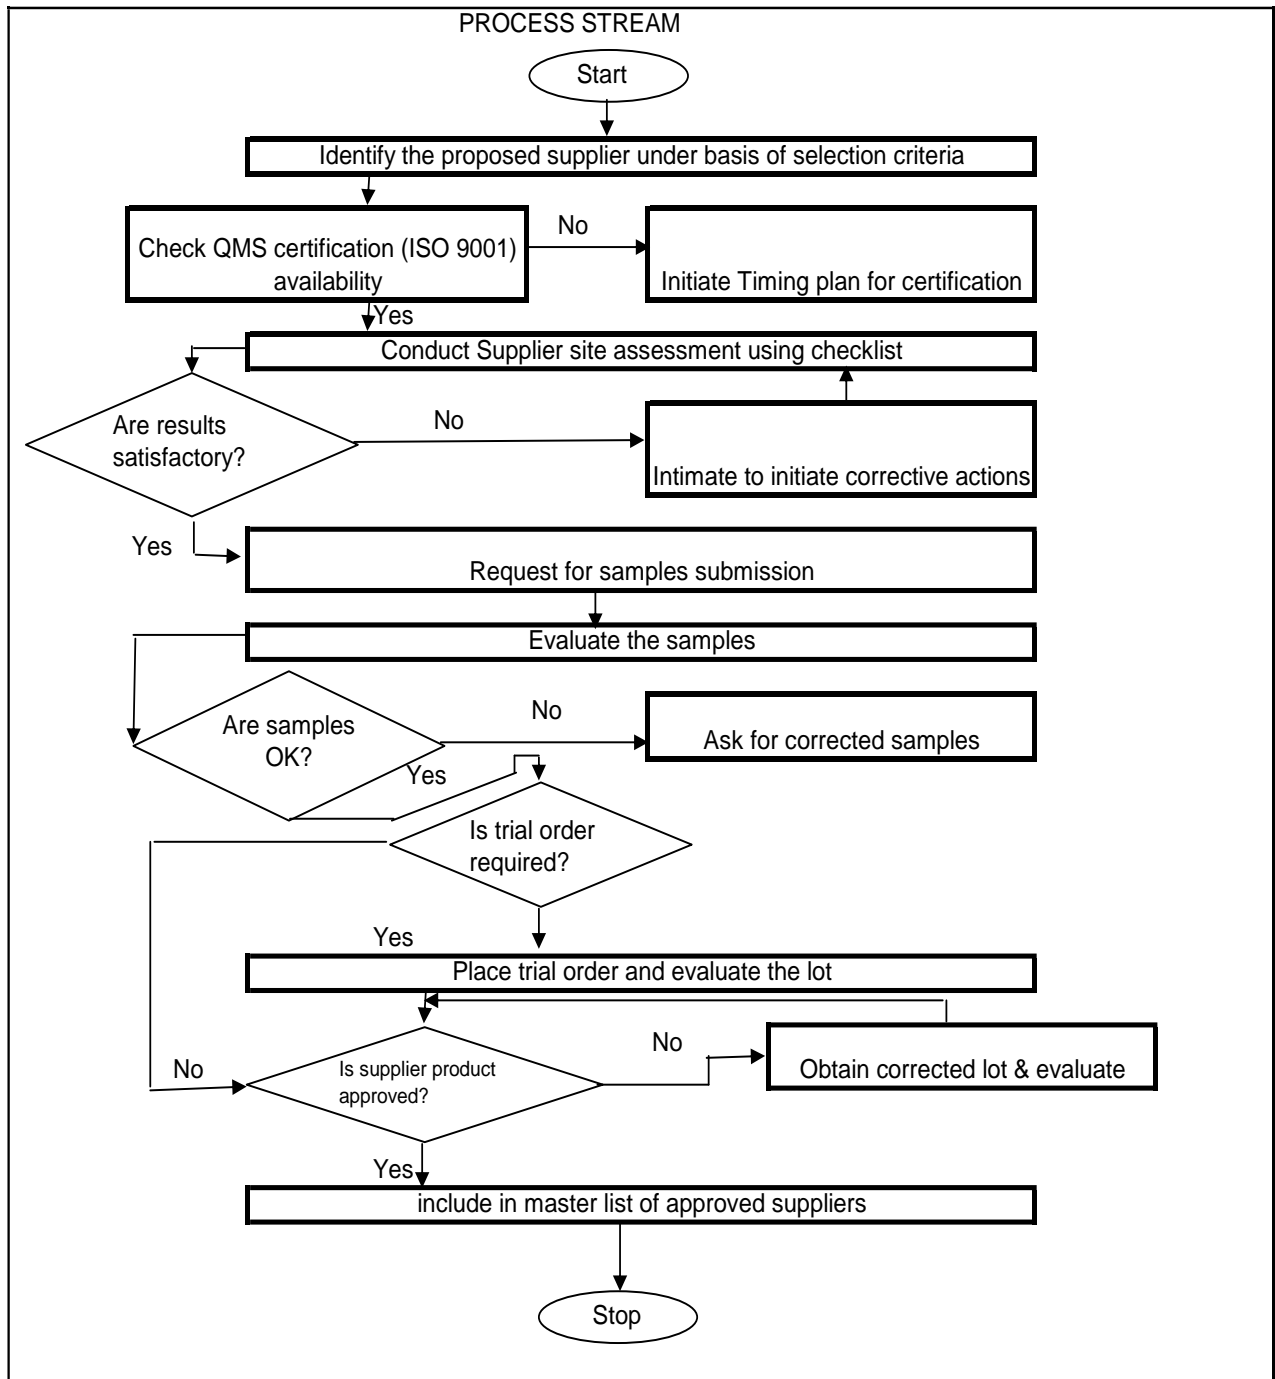 PROCESS STREAM
Start
Identify the proposed supplier under basis of selection criteria
No
Check QMS certification (ISO 9001)
availability
Initiate Timing plan for certification
Yes
Conduct Supplier site assessment using checklist
Are results
satisfactory?
No
Intimate to initiate corrective actions
Yes
Request for samples submission
Evaluate the samples
Are samples
OK?
No
Ask for corrected samples
Yes
Is trial order
required?
Yes
Place trial order and evaluate the lot
No
Is supplier product
approved?
No
Obtain corrected lot & evaluate
Yes
include in master list of approved suppliers
Stop